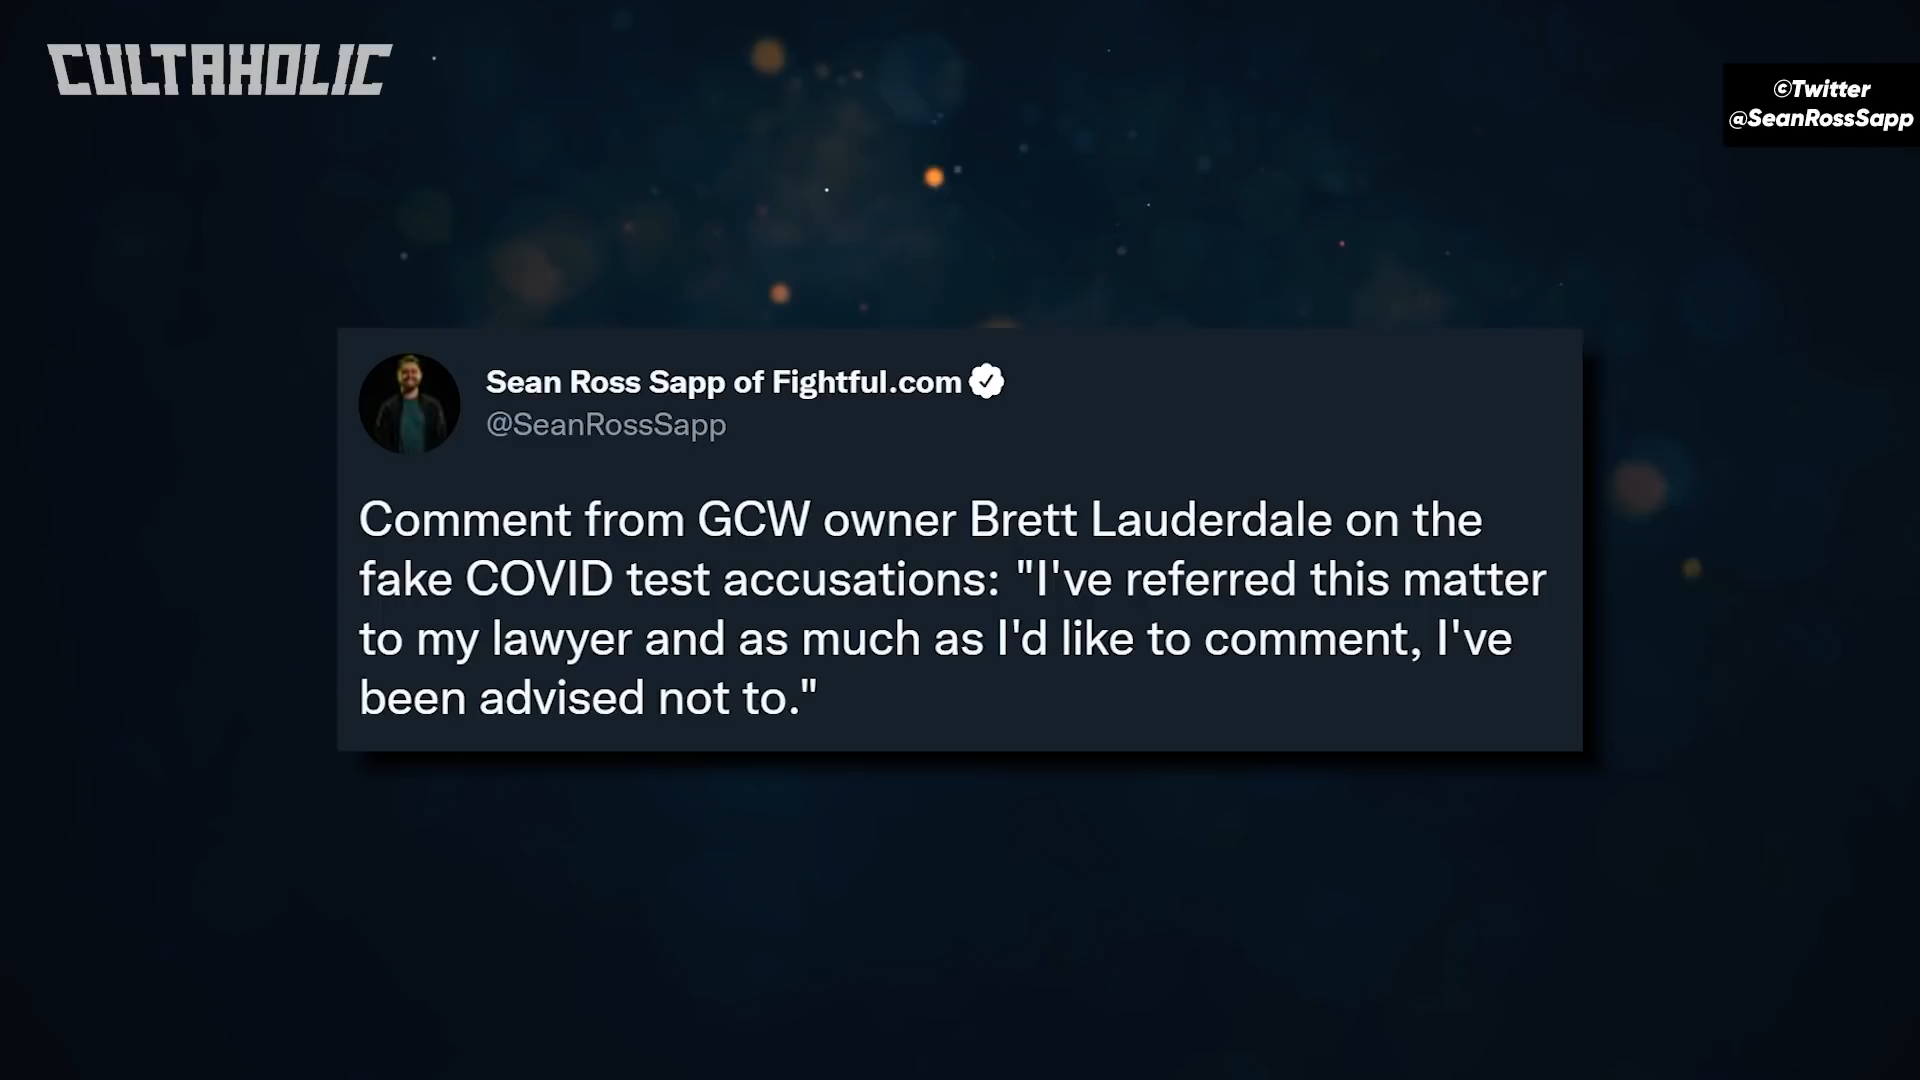 CULTAHOLIC
©Twitter
@SeanRossSapp
Sean Ross Sapp of Fightful.com
@SeanRossSapp
Comment from GCW owner Brett Lauderdale on the
fake COVID test accusations: "I've referred this matter
to my lawyer and as much as I'd like to comment, I've
been advised not to."